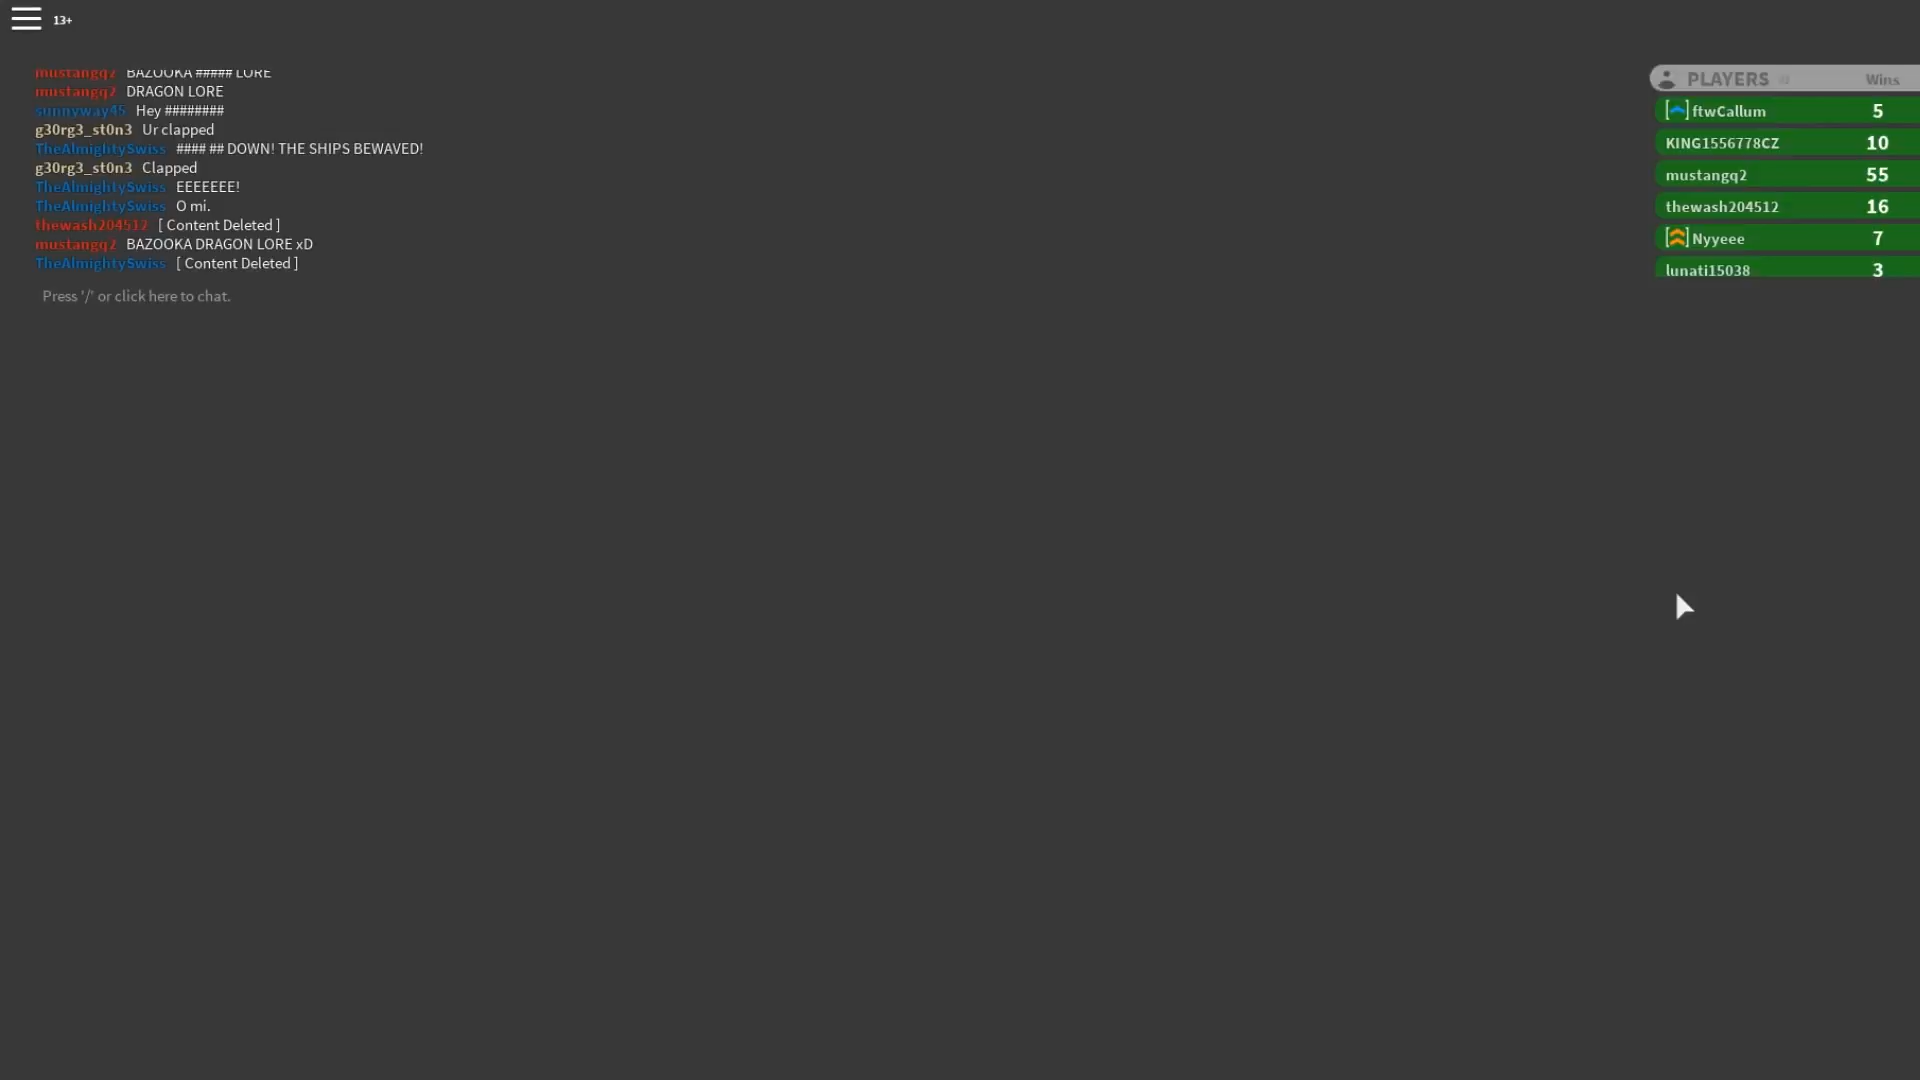 13+
mustangq2 BAZOOKA ##### LORE
mustangq2 DRAGON LORE
sunnyway45 Hey ########
g30rg3_st0n3 Ur clapped
TheAlmightySwiss #### ## DOWN! THE SHIPS BEWAVED!
g30rg3_st0n3 Clapped
TheAlmightySwiss EEEEEEE!
TheAlmightySwiss O mi.
thewash204512 [ Content Deleted ]
mustangq2 BAZOOKA DRAGON LORE xD
TheAlmightySwiss [ Content Deleted ]
Press '/' or click here to chat.
PLAYERS Wins
ftwCallum 5
KING1556778CZ 10
mustangq2 55
thewash204512 16
Nyyeee 7
lunati15038 3